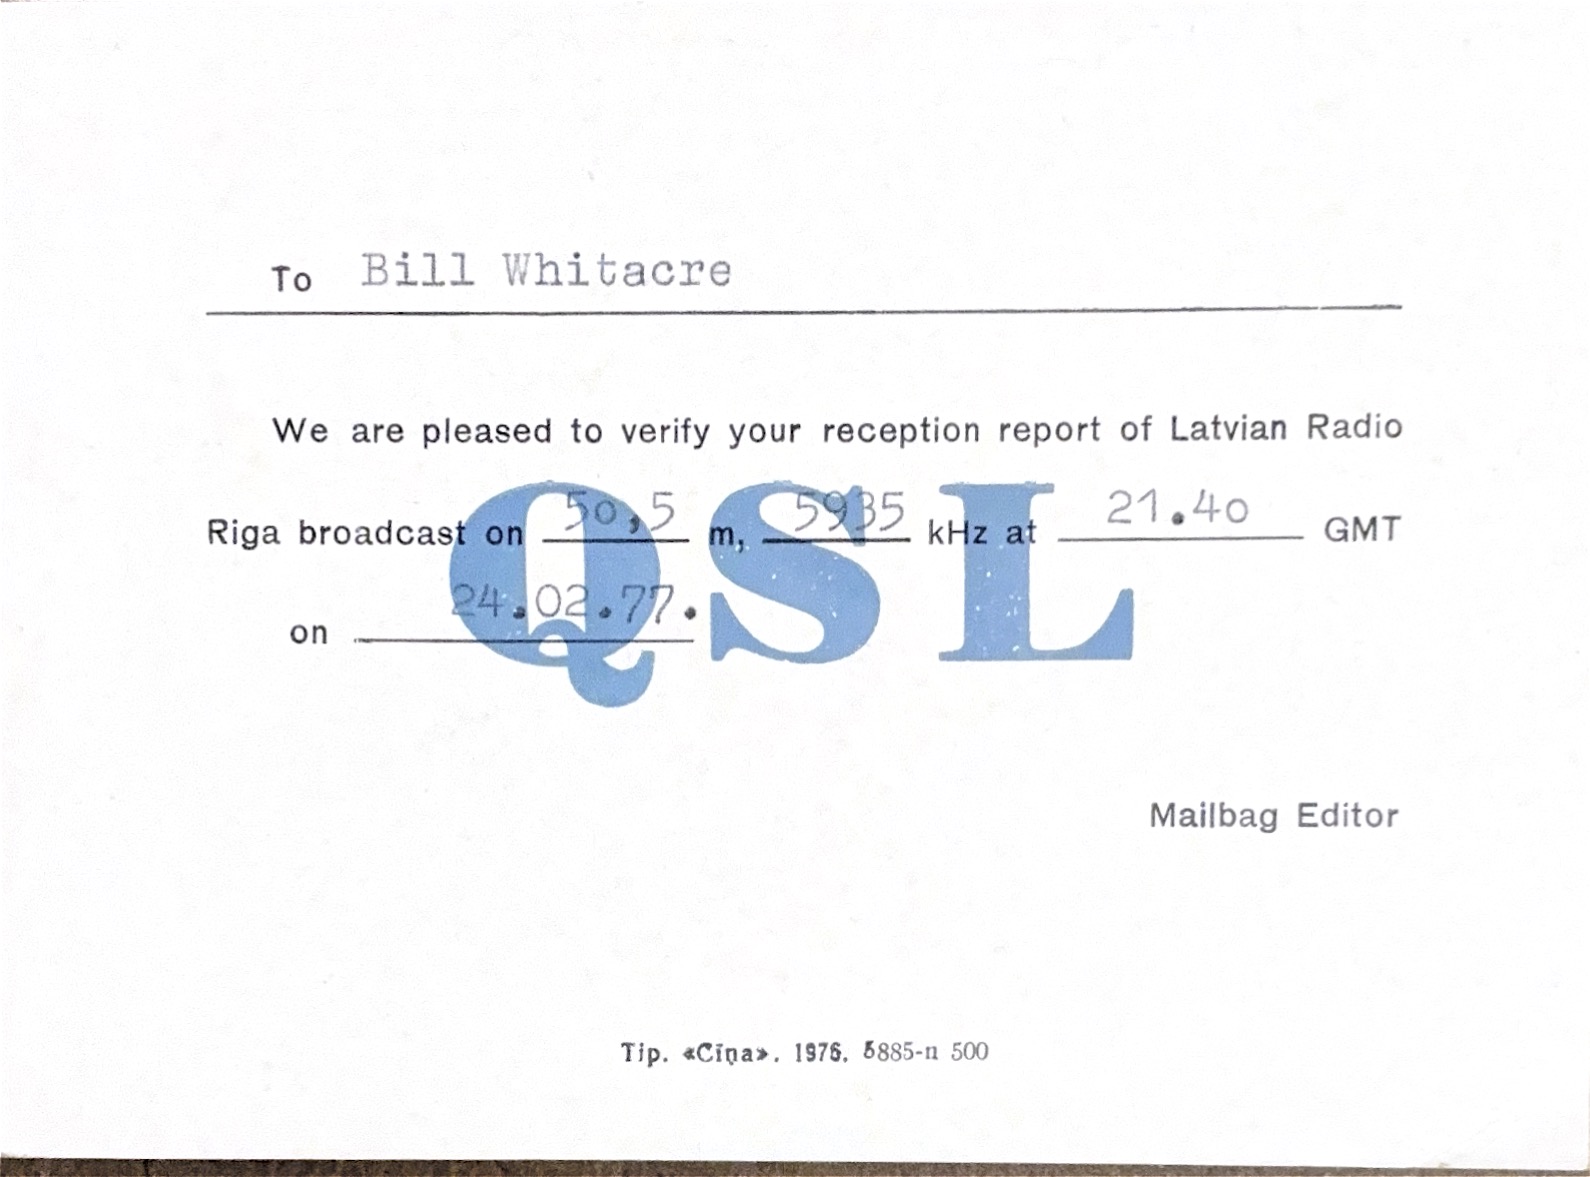 To Bill Whitacre
We are pleased to verify your reception report of Latvian Radio
Riga broadcast on 50,5 m, 5935 kHz at 21.40 GMT
on 24.02.77.
QSL
Mailbag Editor
Tip. «Cīņa». 1976. 5885-n 500